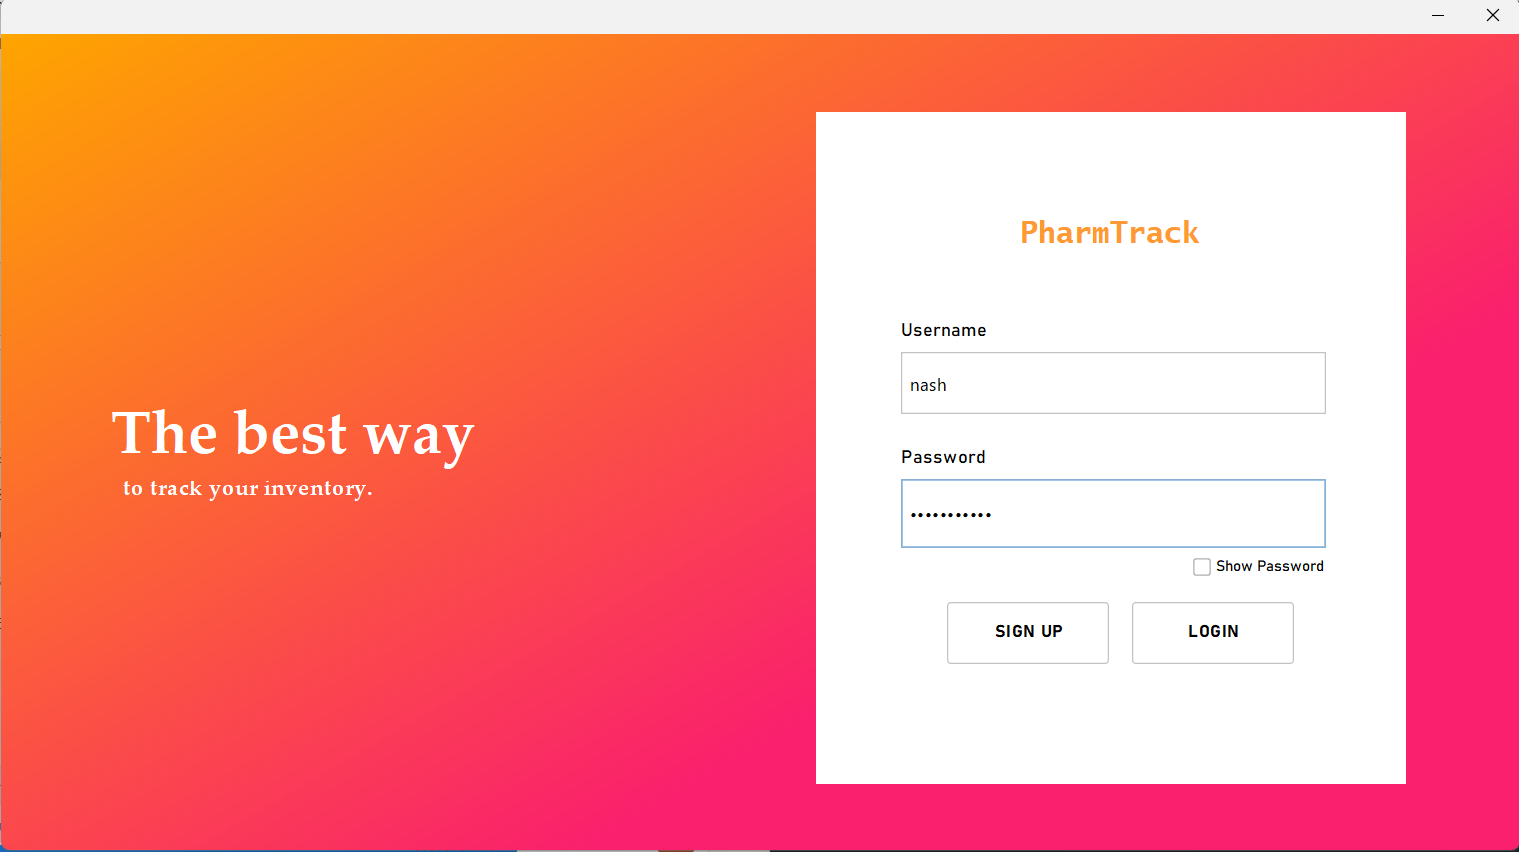 The best way
to track your inventory.
PharmTrack
Username
nash
Password
•••••••••••
Show Password
SIGN UP
LOGIN